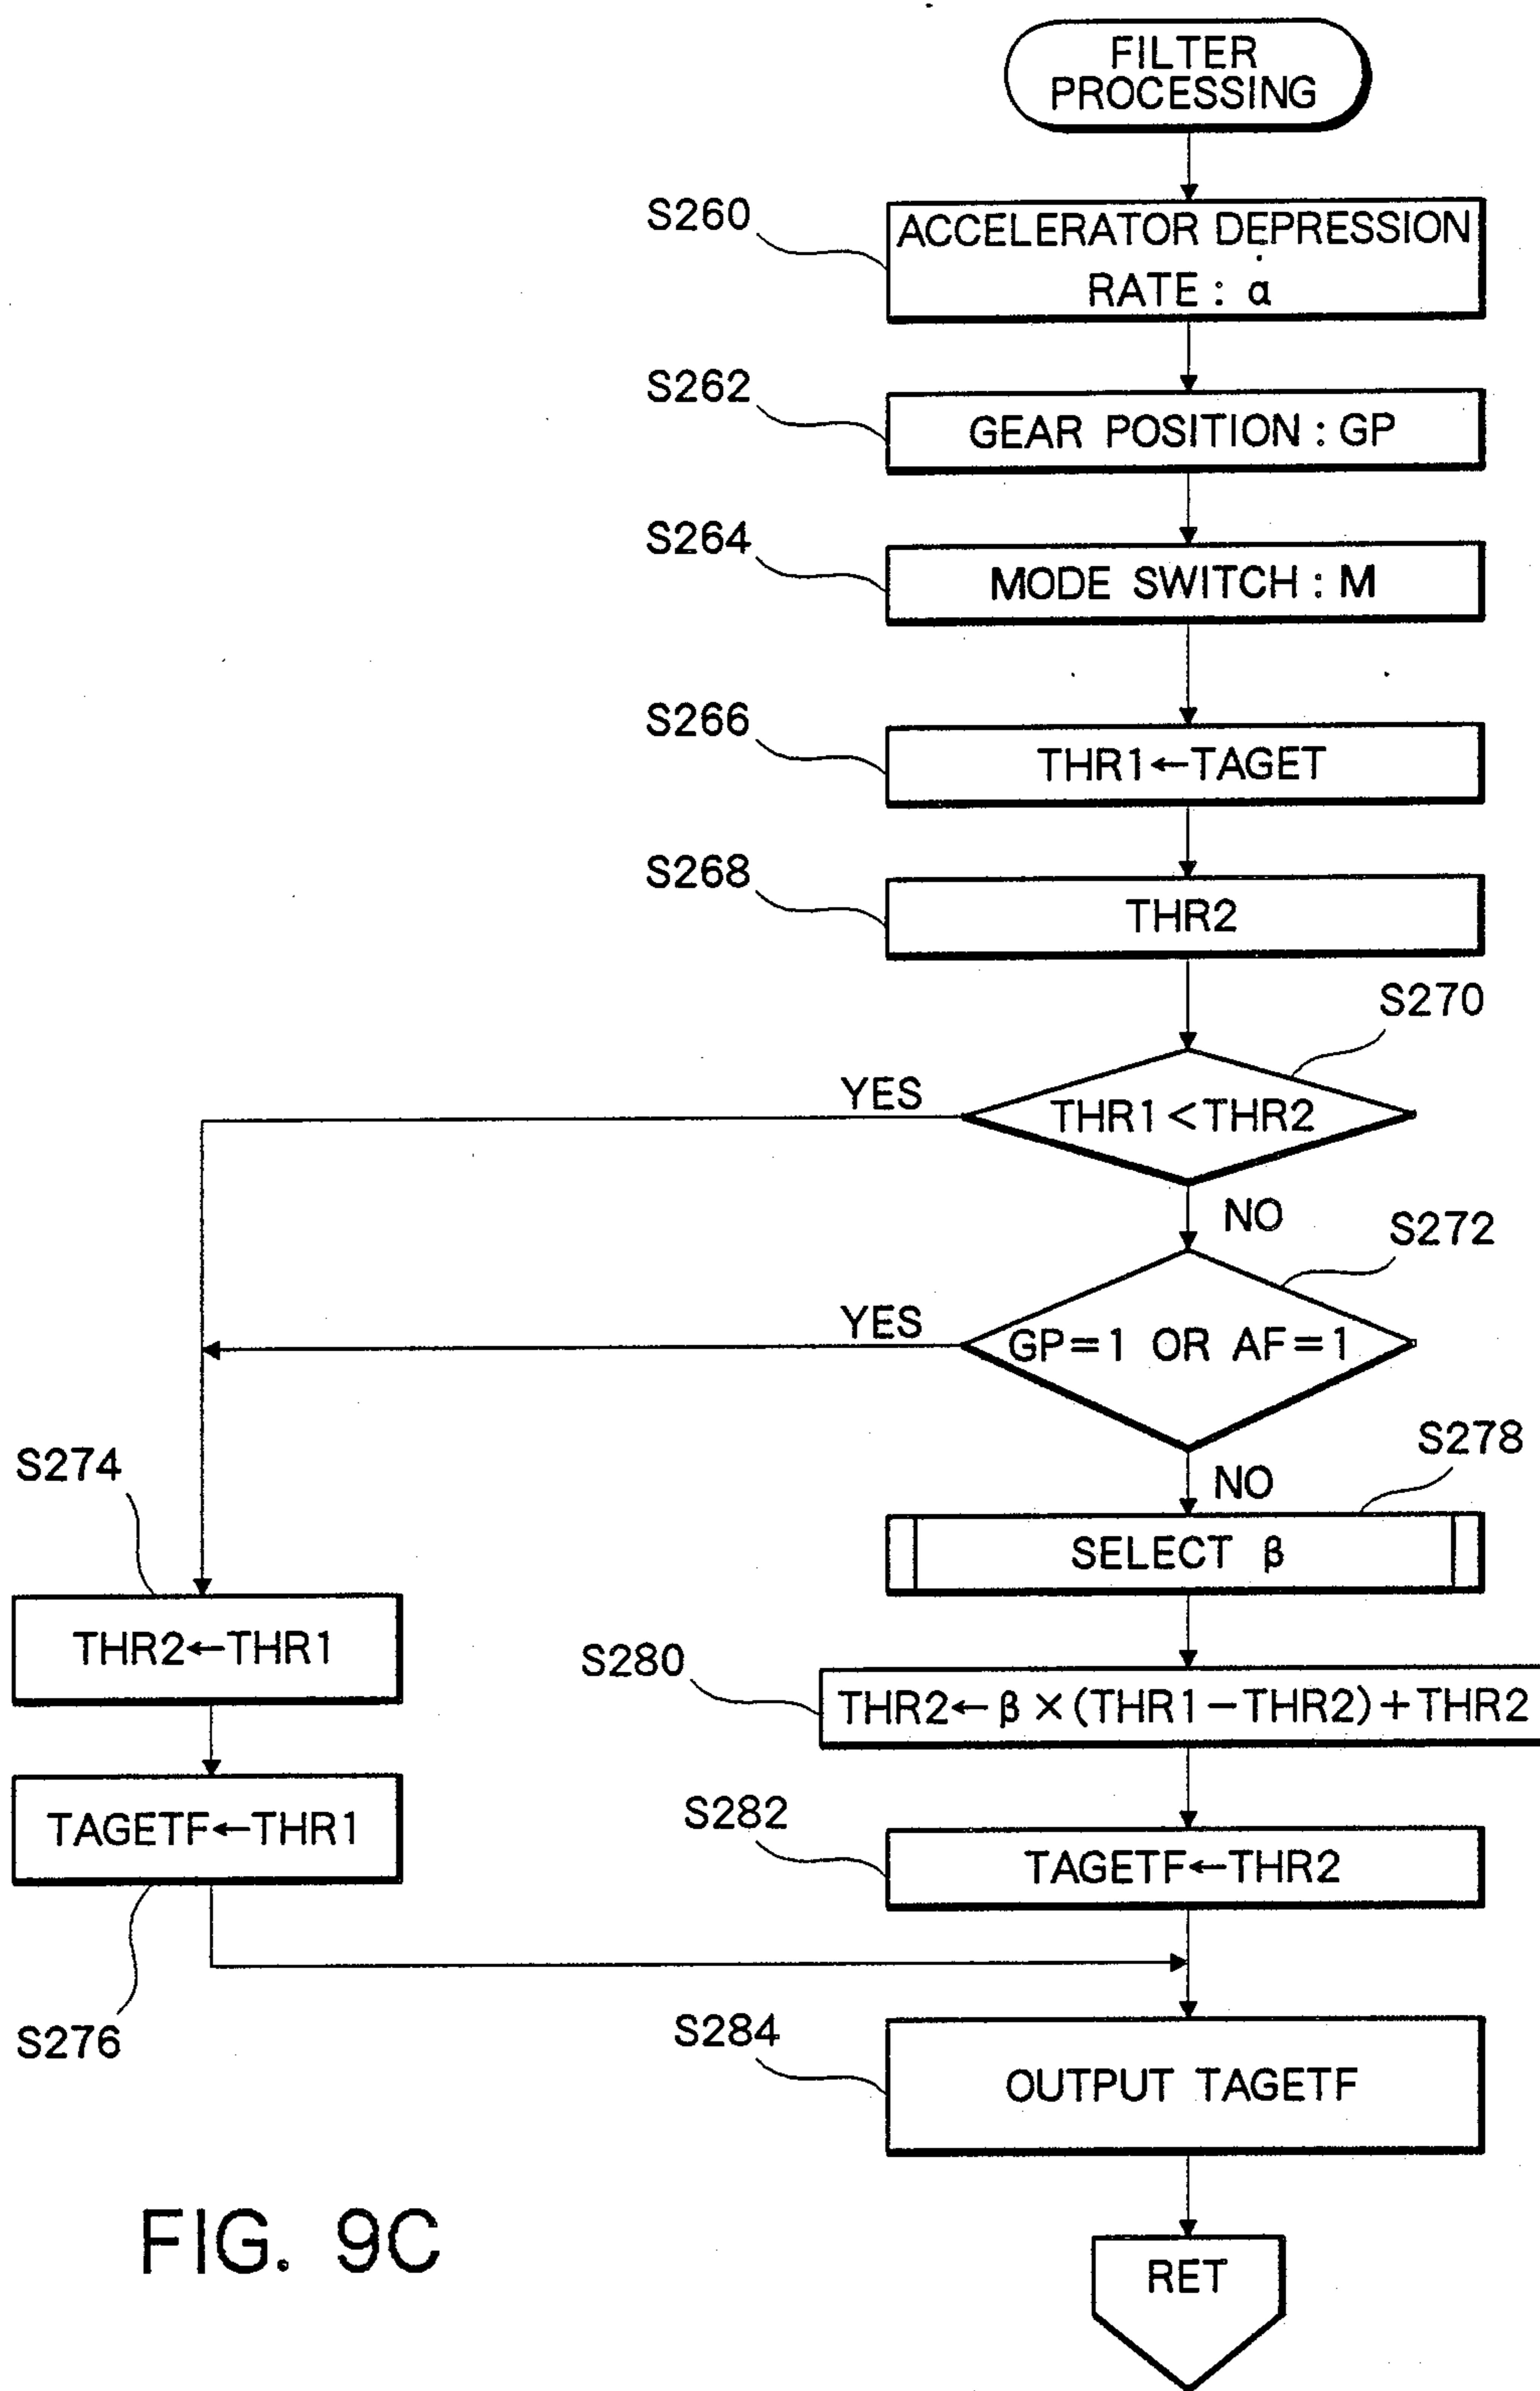 FILTER
PROCESSING
S260
ACCELERATOR DEPRESSION
RATE : α̇
S262
GEAR POSITION : GP
S264
MODE SWITCH : M
S266
THR1←TAGET
S268
THR2
S270
YES
THR1<THR2
NO
S272
YES
GP=1 OR AF=1
S274
S278
NO
SELECT β
THR2←THR1
S280
THR2←β×(THR1−THR2)+THR2
TAGETF←THR1
S282
TAGETF←THR2
S276
S284
OUTPUT TAGETF
FIG. 9C
RET